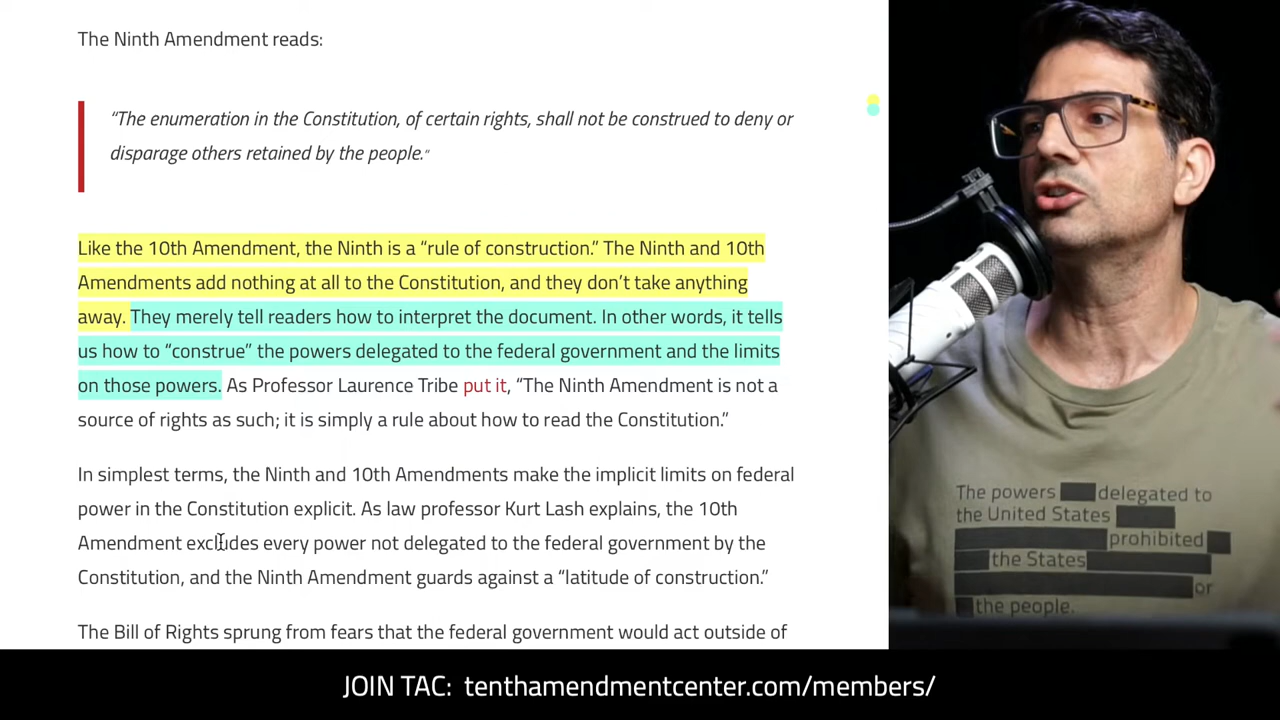 The Ninth Amendment reads:
“The enumeration in the Constitution, of certain rights, shall not be construed to deny or
disparage others retained by the people.”
Like the 10th Amendment, the Ninth is a “rule of construction.” The Ninth and 10th
Amendments add nothing at all to the Constitution, and they don’t take anything
away. They merely tell readers how to interpret the document. In other words, it tells
us how to “construe” the powers delegated to the federal government and the limits
on those powers. As Professor Laurence Tribe put it, “The Ninth Amendment is not a
source of rights as such; it is simply a rule about how to read the Constitution.”
In simplest terms, the Ninth and 10th Amendments make the implicit limits on federal
power in the Constitution explicit. As law professor Kurt Lash explains, the 10th
Amendment excludes every power not delegated to the federal government by the
Constitution, and the Ninth Amendment guards against a “latitude of construction.”
The Bill of Rights sprung from fears that the federal government would act outside of
The powers delegated to
the United States
prohibited
the States
or
the people.
JOIN TAC: tenthamendmentcenter.com/members/